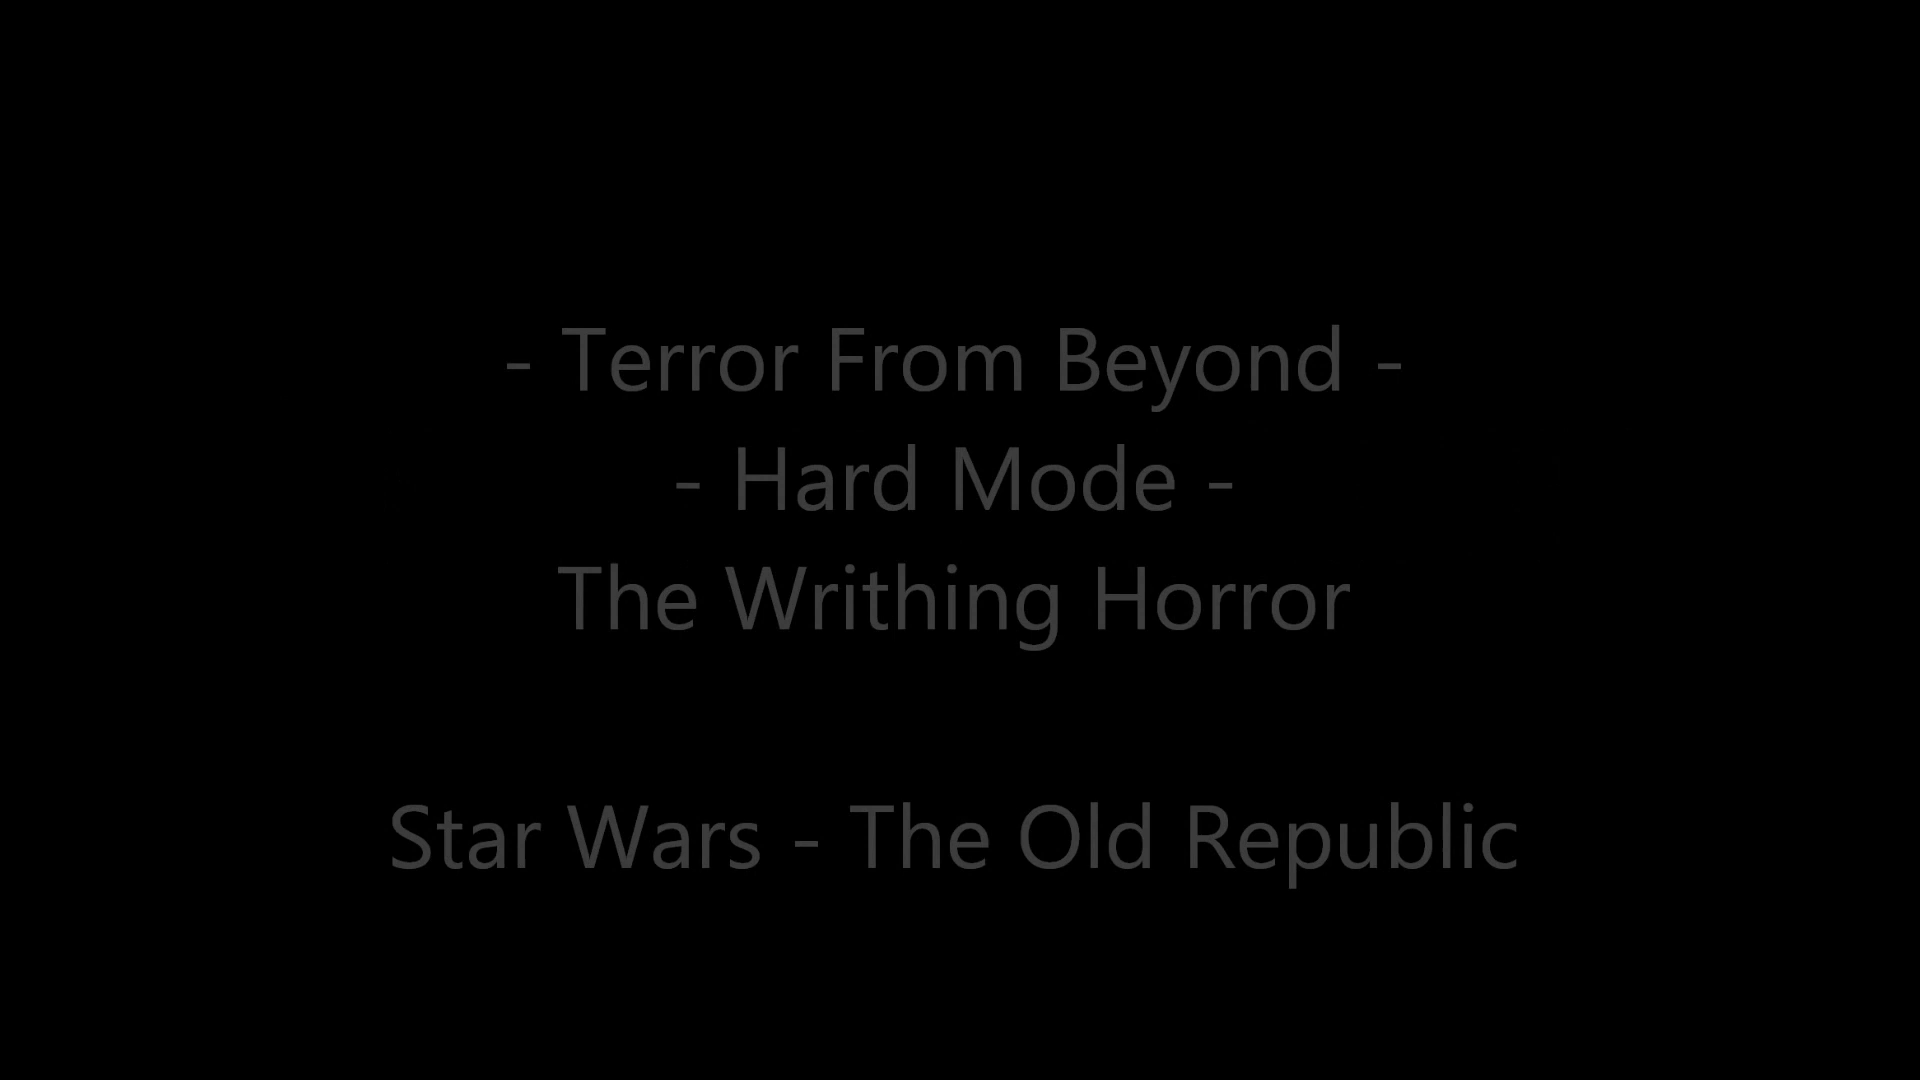 - Terror From Beyond -
- Hard Mode -
The Writhing Horror
Star Wars - The Old Republic